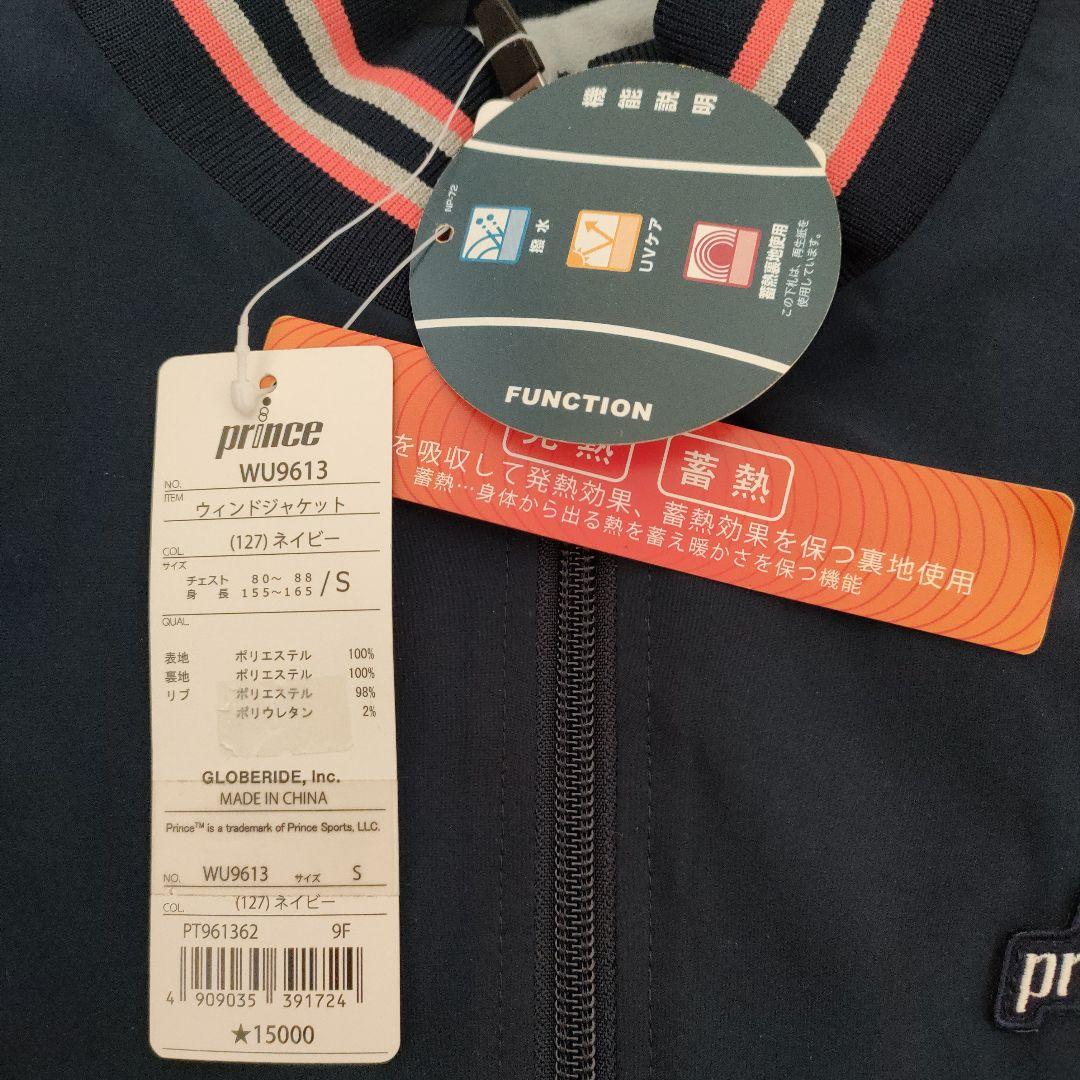 機能説明
NP-72
撥水
UVケア
蓄熱裏地使用
この下札は、再生紙を
使用しています。
FUNCTION
発熱
蓄熱
を吸収して発熱効果、蓄熱効果を保つ裏地使用
蓄熱…身体から出る熱を蓄え暖かさを保つ機能
prince
NO. WU9613
ITEM
ウィンドジャケット
COL. (127) ネイビー
サイズ
チェスト 80～ 88
身 長 155～165 /S
QUAL.
表地 ポリエステル 100%
裏地 ポリエステル 100%
リブ ポリエステル 98%
ポリウレタン 2%
GLOBERIDE, Inc.
MADE IN CHINA
Prince™ is a trademark of Prince Sports, LLC.
NO. WU9613 サイズ S
COL. (127) ネイビー
PT961362 9F
4 909035 391724
★15000
pr